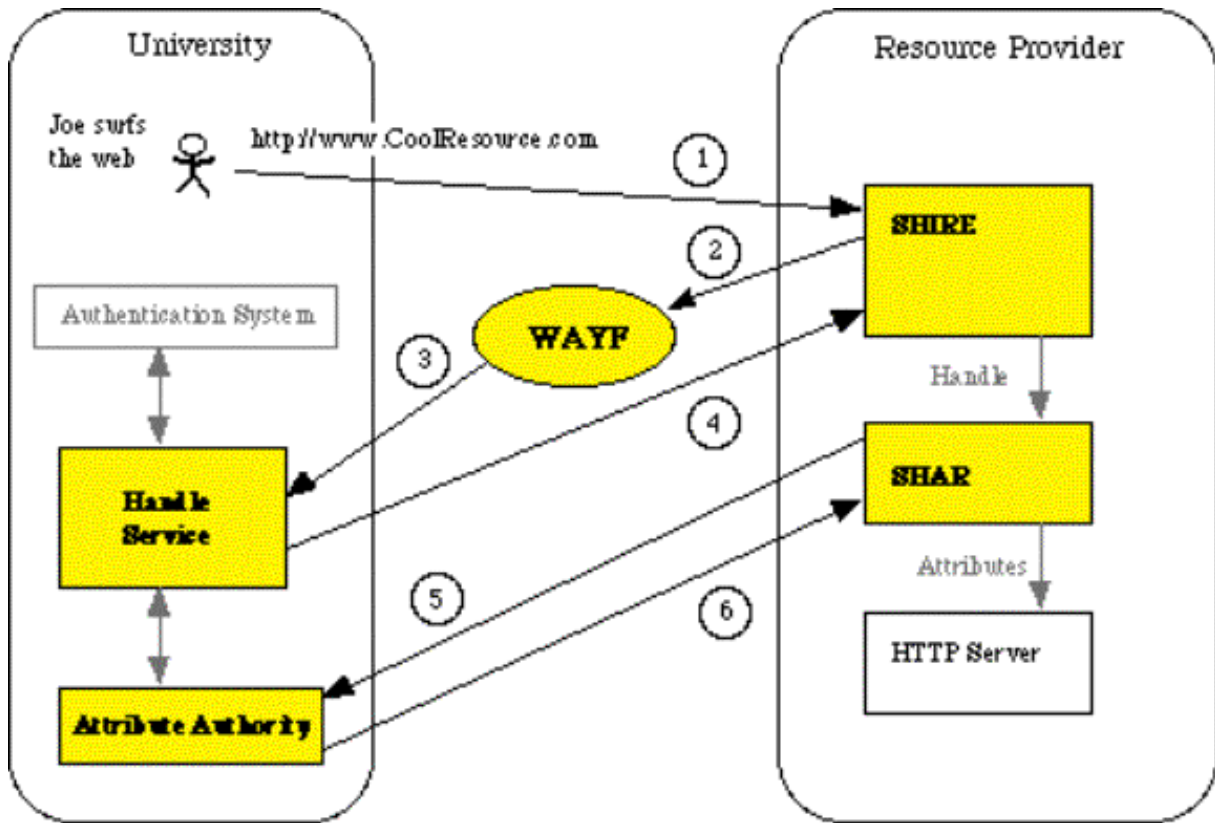 University
Resource Provider
Joe surfs
the web
http://www.CoolResource.com
1
SHIRE
2
Authentication System
WAYF
3
Handle
4
Handle
Service
SHAR
5
Attributes
6
HTTP Server
Attribute Authority